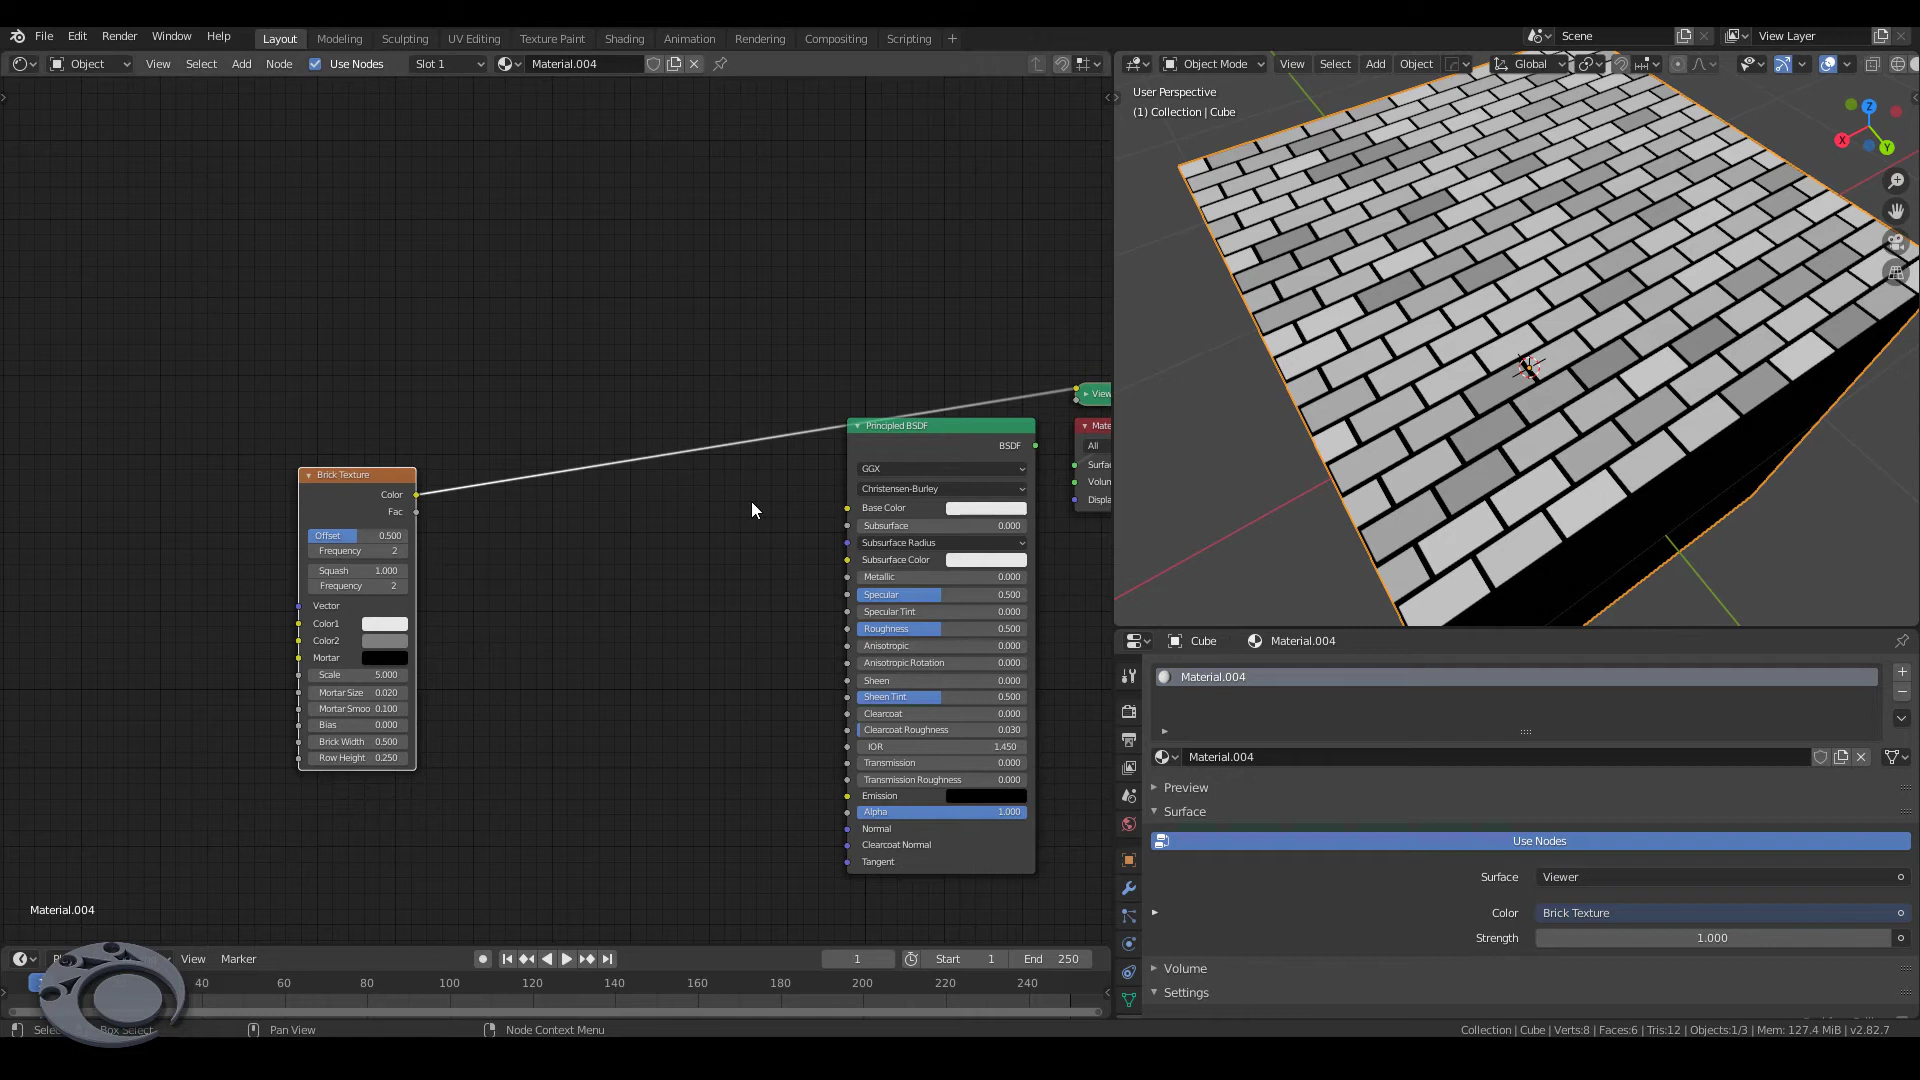 File Edit Render Window Help Layout Modeling Sculpting UV Editing Texture Paint Shading Animation Rendering Compositing Scripting + Scene View Layer
Object View Select Add Node Use Nodes Slot 1 Material.004
Object Mode View Select Add Object Global
User Perspective
(1) Collection | Cube
Z
X
Y
View
Principled BSDF
BSDF
GGX
Christensen-Burley
Base Color
Subsurface 0.000
Subsurface Radius
Subsurface Color
Metallic 0.000
Specular 0.500
Specular Tint 0.000
Roughness 0.500
Anisotropic 0.000
Anisotropic Rotation 0.000
Sheen 0.000
Sheen Tint 0.500
Clearcoat 0.000
Clearcoat Roughness 0.030
IOR 1.450
Transmission 0.000
Transmission Roughness 0.000
Emission
Alpha 1.000
Normal
Clearcoat Normal
Tangent
Mate
All
Surfac
Volun
Displa
Brick Texture
Color
Fac
Offset 0.500
Frequency 2
Squash 1.000
Frequency 2
Vector
Color1
Color2
Mortar
Scale 5.000
Mortar Size 0.020
Mortar Smoo 0.100
Bias 0.000
Brick Width 0.500
Row Height 0.250
Material.004
Cube Material.004
Material.004
Material.004
Preview
Surface
Use Nodes
Surface Viewer
Color Brick Texture
Strength 1.000
Volume
Settings
View Marker 1 Start 1 End 250
40 60 80 100 120 140 160 180 200 220 240
Selec Box Select Pan View Node Context Menu
Collection | Cube | Verts:8 | Faces:6 | Tris:12 | Objects:1/3 | Mem: 127.4 MiB | v2.82.7